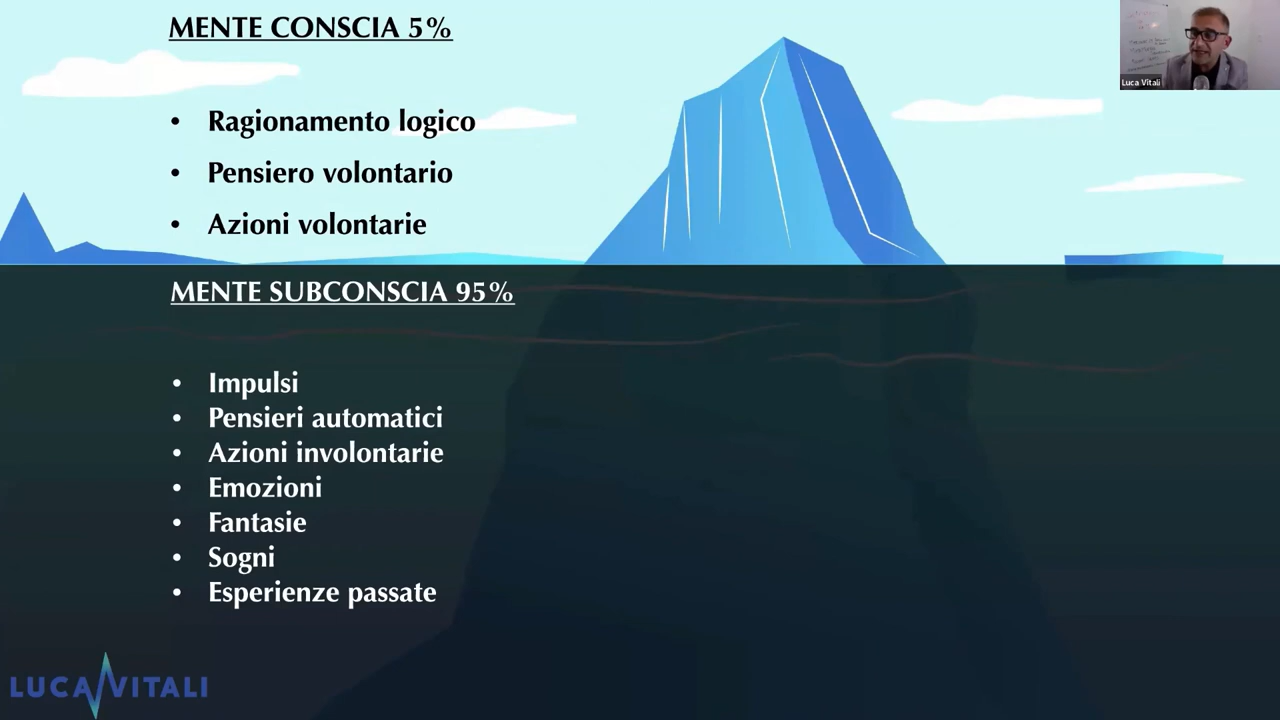 MENTE CONSCIA 5%
• Ragionamento logico
• Pensiero volontario
• Azioni volontarie
Luca Vitali
MENTE SUBCONSCIA 95%
• Impulsi
• Pensieri automatici
• Azioni involontarie
• Emozioni
• Fantasie
• Sogni
• Esperienze passate
LUCA VITALI